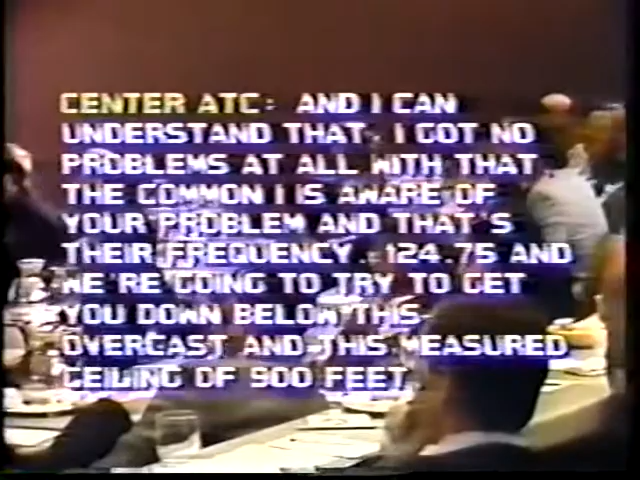 CENTER ATC: AND I CAN
UNDERSTAND THAT. I GOT NO
PROBLEMS AT ALL WITH THAT
THE COMMON I IS AWARE OF
YOUR PROBLEM AND THAT'S
THEIR FREQUENCY. 124.75 AND
WE'RE GOING TO TRY TO GET
YOU DOWN BELOW THIS
OVERCAST AND THIS MEASURED
CEILING OF 900 FEET